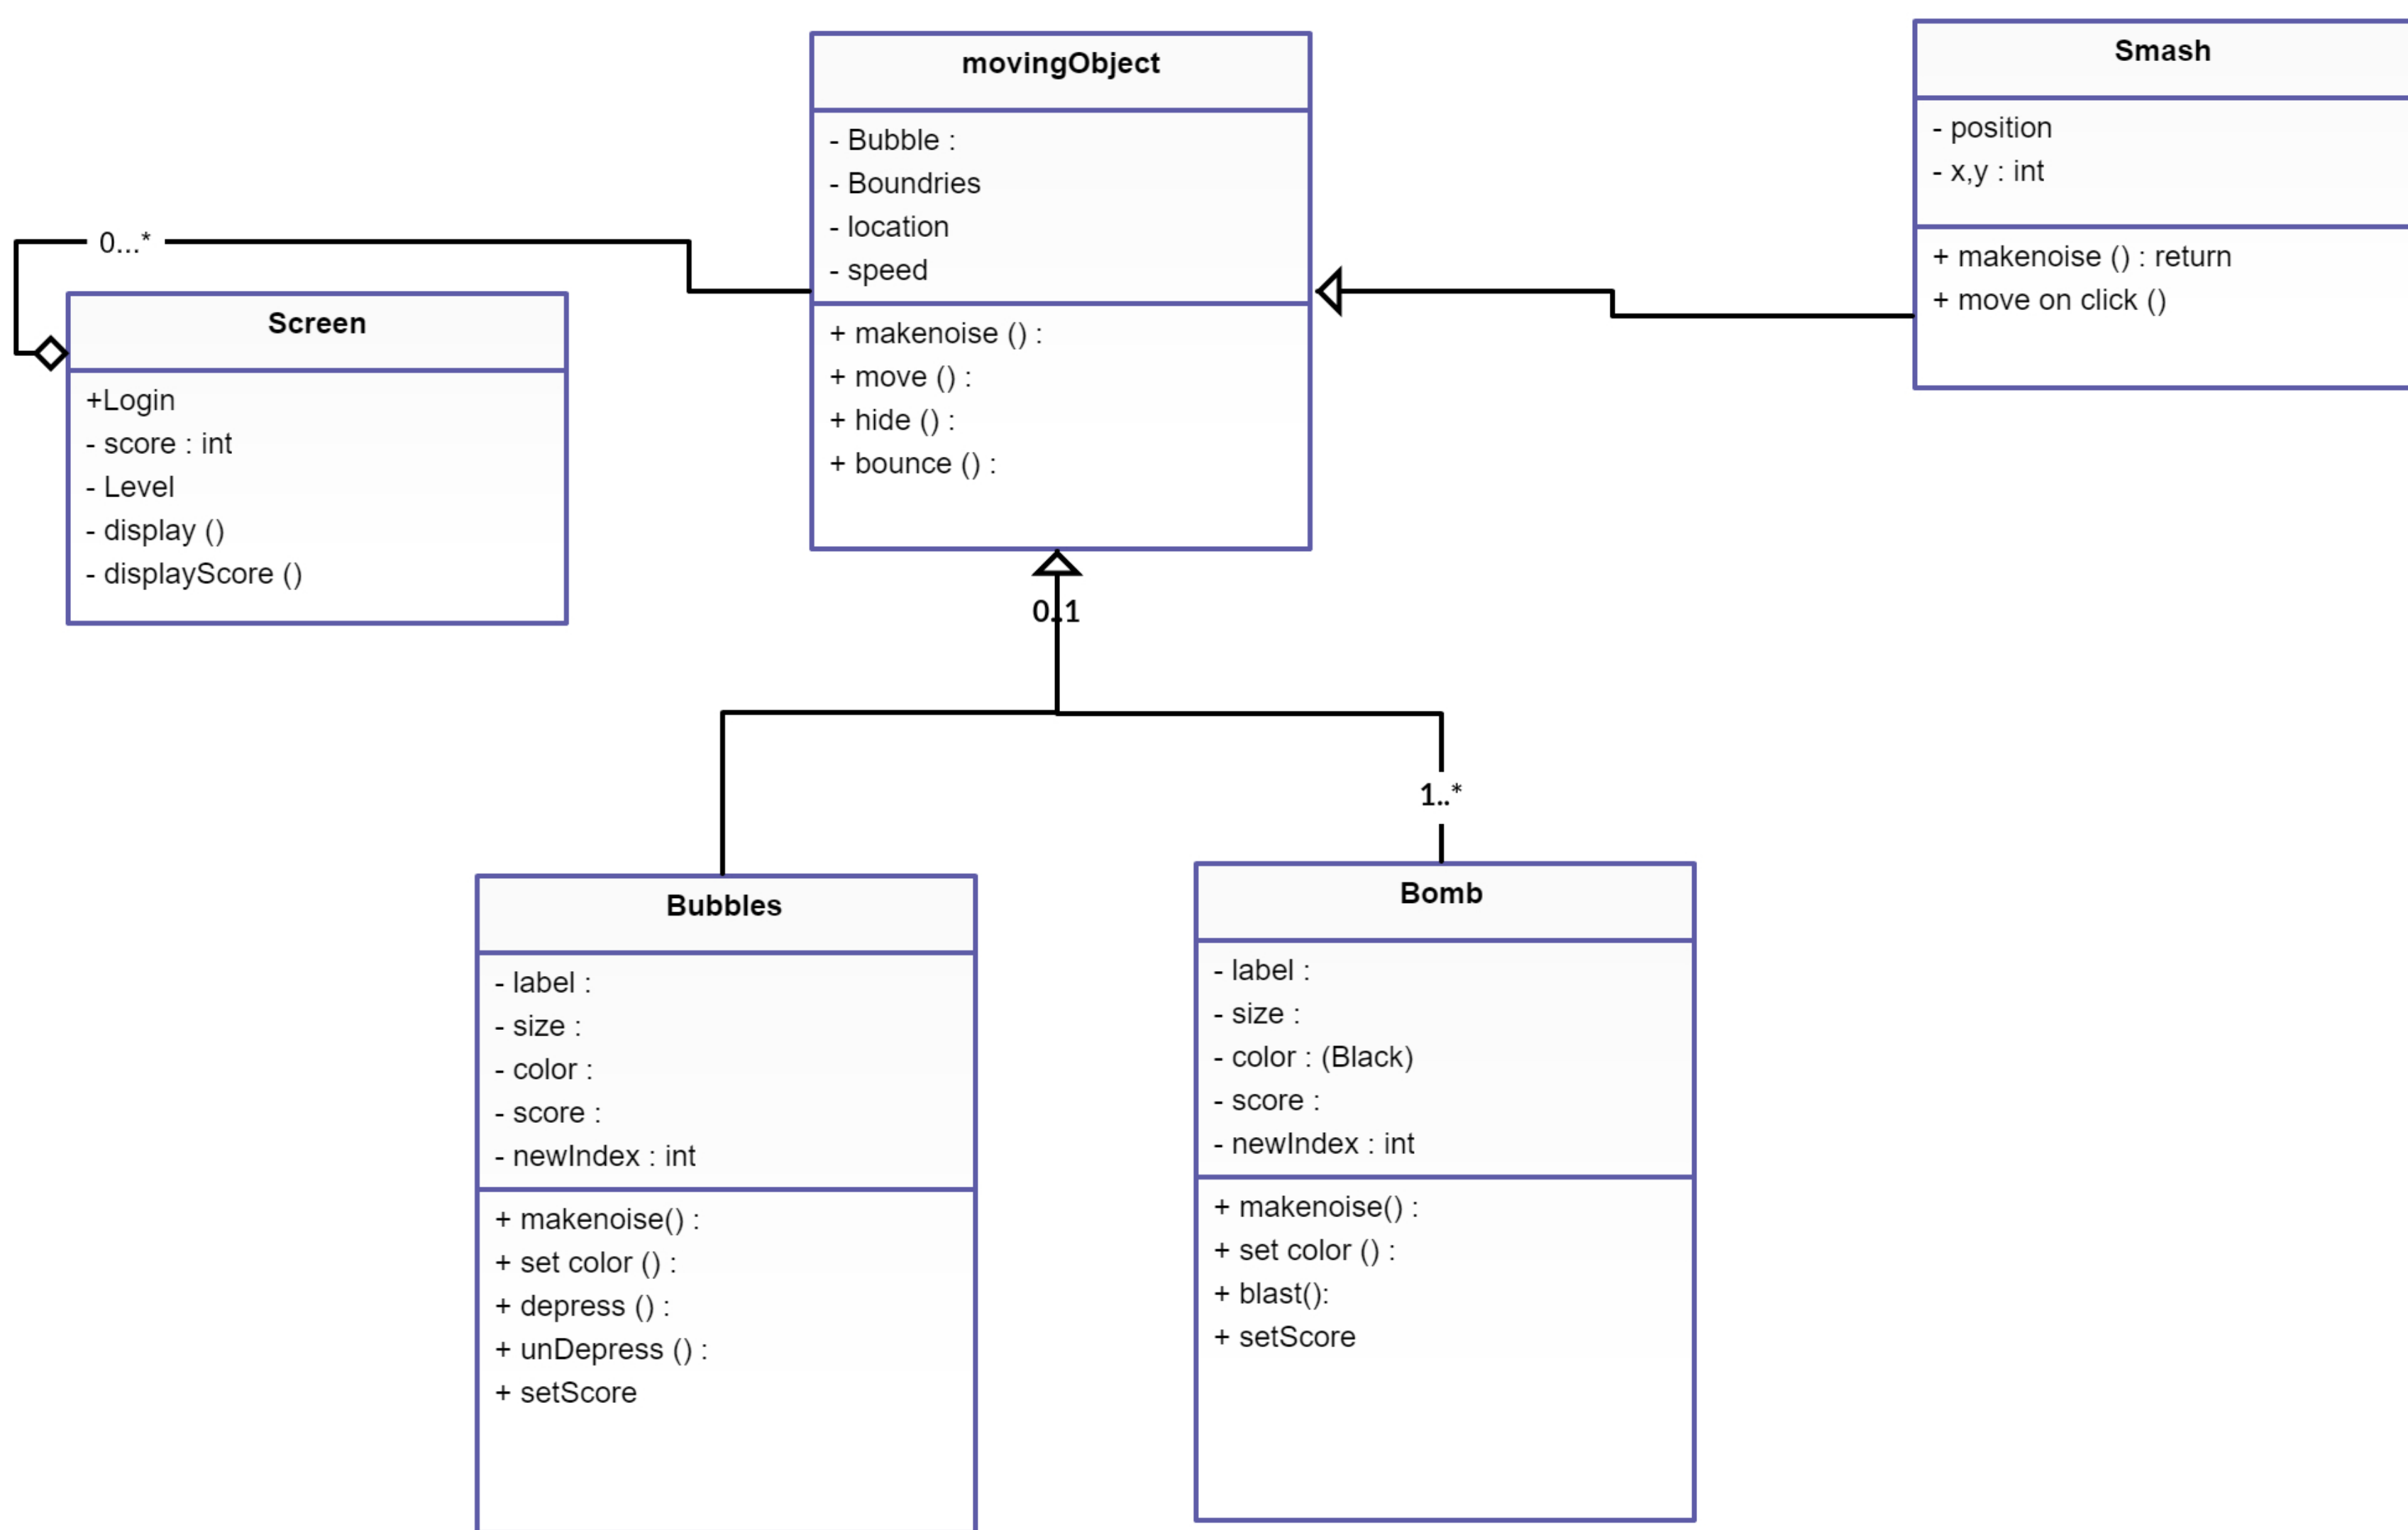 movingObject
- Bubble :
- Boundries
- location
- speed
+ makenoise () :
+ move () :
+ hide () :
+ bounce () :
Smash
- position
- x,y : int
+ makenoise () : return
+ move on click ()
0...*
Screen
+Login
- score : int
- Level
- display ()
- displayScore ()
0..1
1..*
Bubbles
- label :
- size :
- color :
- score :
- newIndex : int
+ makenoise() :
+ set color () :
+ depress () :
+ unDepress () :
+ setScore
Bomb
- label :
- size :
- color : (Black)
- score :
- newIndex : int
+ makenoise() :
+ set color () :
+ blast():
+ setScore